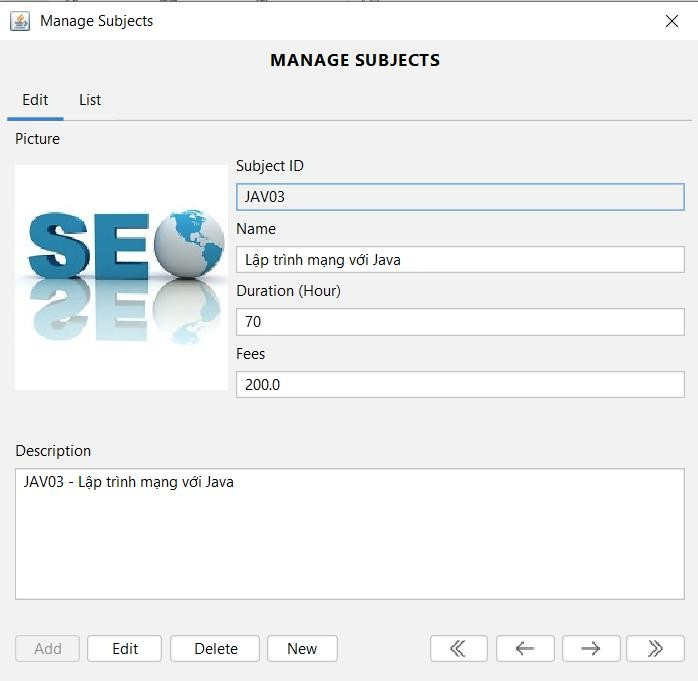 Manage Subjects
MANAGE SUBJECTS
Edit List
Picture
SEO
Subject ID
JAV03
Name
Lập trình mạng với Java
Duration (Hour)
70
Fees
200.0
Description
JAV03 - Lập trình mạng với Java
Add Edit Delete New